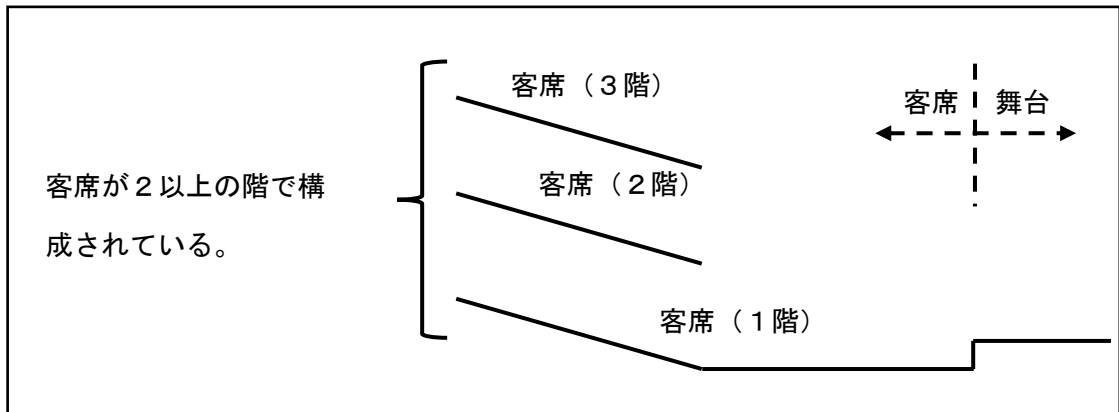 客席（３階）
客席 舞台
客席が２以上の階で構
成されている。
客席（２階）
客席（１階）